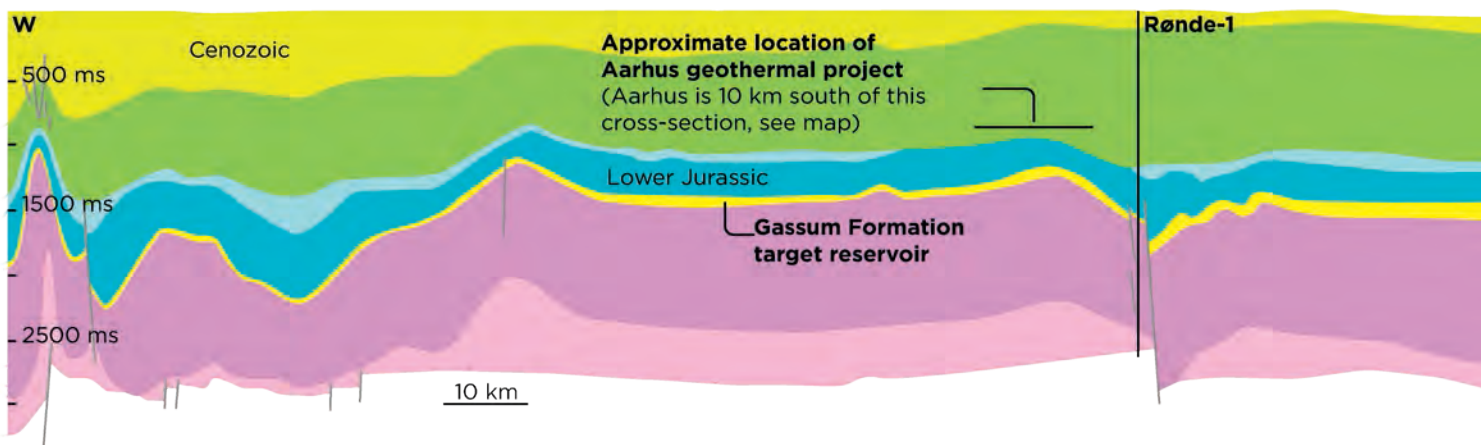 W
Rønde-1
Cenozoic
Approximate location of
Aarhus geothermal project
(Aarhus is 10 km south of this
cross-section, see map)
500 ms
Lower Jurassic
1500 ms
Gassum Formation
target reservoir
2500 ms
10 km